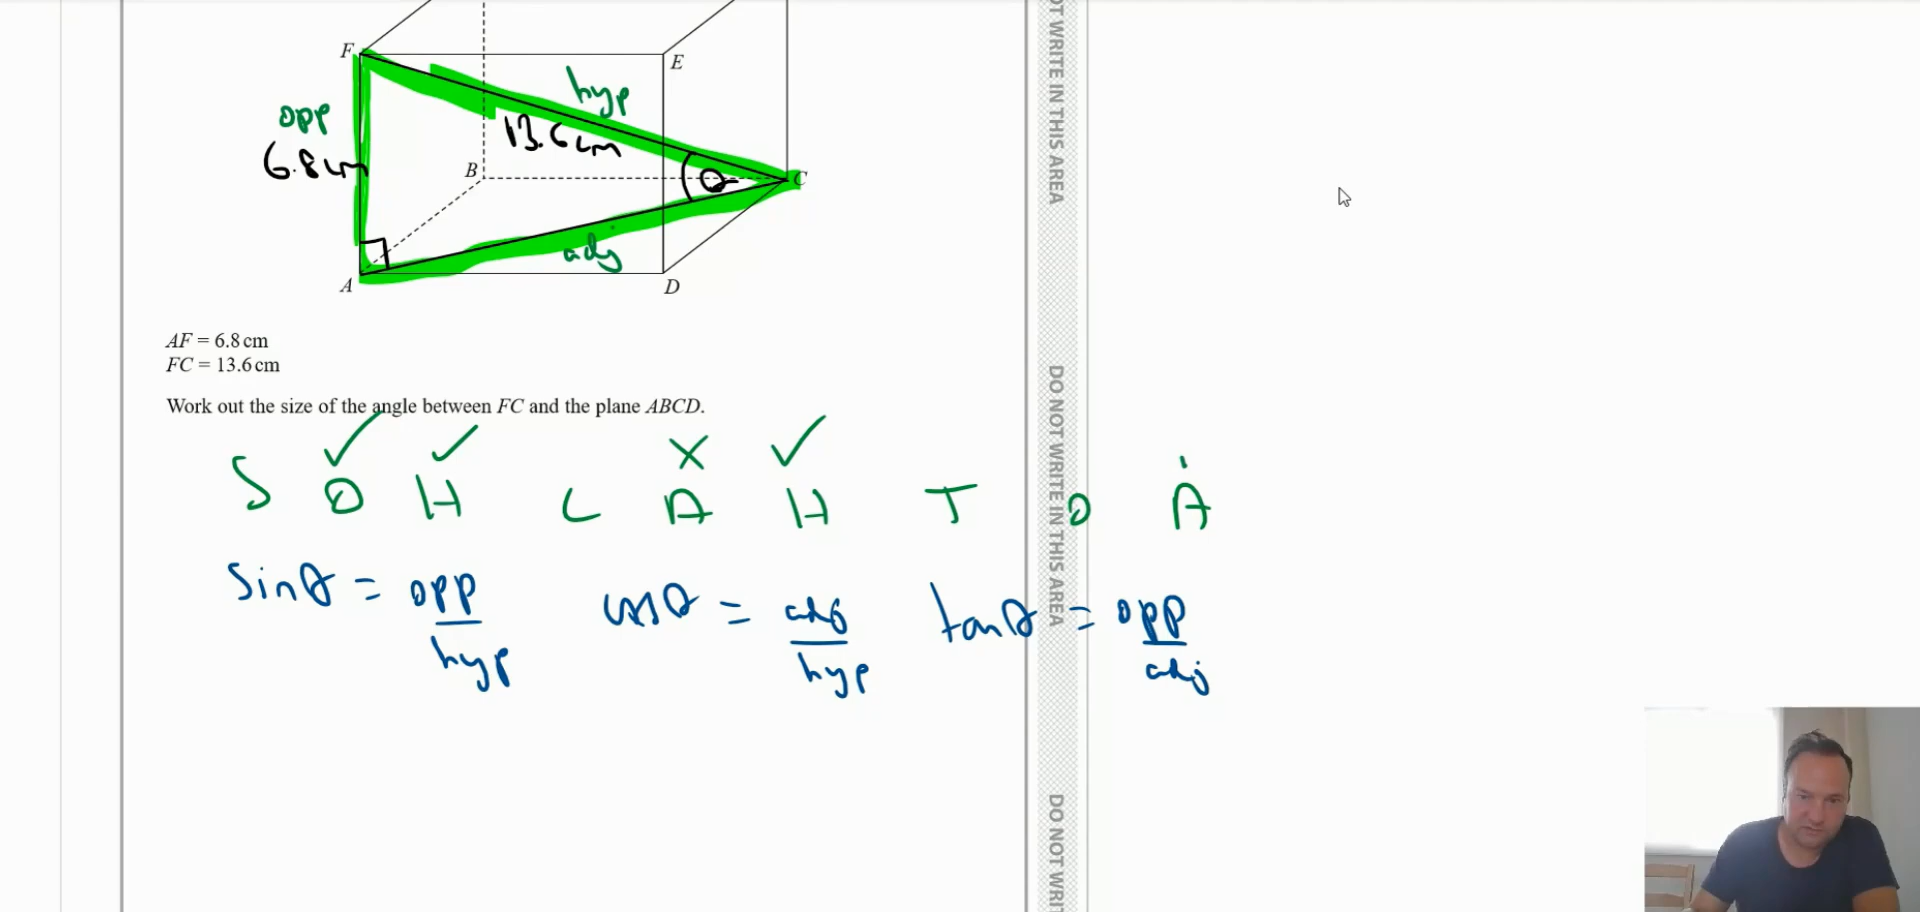 F
E
hyp
opp
13.6cm
6.8cm
B
θ
C
adj
A
D
AF = 6.8 cm
FC = 13.6 cm
Work out the size of the angle between FC and the plane ABCD.
S O H C A H T O A
sinθ = opp/hyp cosθ = adj/hyp tanθ = opp/adj
OT WRITE IN THIS AREA
DO NOT WRITE IN THIS AREA
DO NOT WRIT